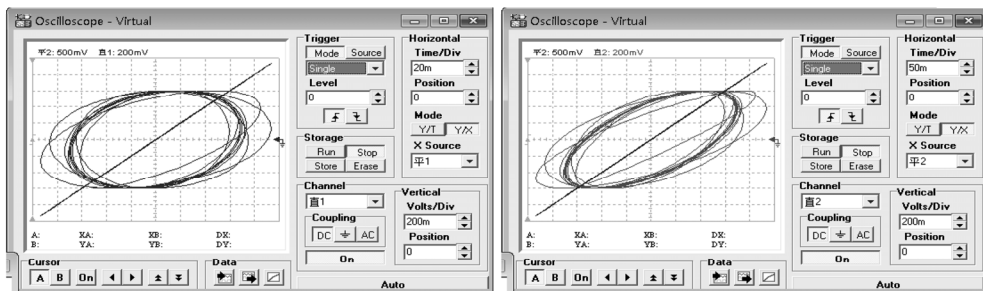 Oscilloscope - Virtual
平2: 500mV 直1: 200mV
A: XA: XB: DX:
B: YA: YB: DY:
Cursor
A B On
Data
Trigger
Mode Source
Single
Level
0
Storage
Run Stop
Store Erase
Channel
直1
Coupling
DC AC
On
Horizontal
Time/Div
20m
Position
0
Mode
Y/T Y/X
X Source
平1
Vertical
Volts/Div
200m
Position
0
Auto
Oscilloscope - Virtual
平2: 500mV 直2: 200mV
A: XA: XB: DX:
B: YA: YB: DY:
Cursor
A B On
Data
Trigger
Mode Source
Single
Level
0
Storage
Run Stop
Store Erase
Channel
直2
Coupling
DC AC
On
Horizontal
Time/Div
50m
Position
0
Mode
Y/T Y/X
X Source
平2
Vertical
Volts/Div
200m
Position
0
Auto